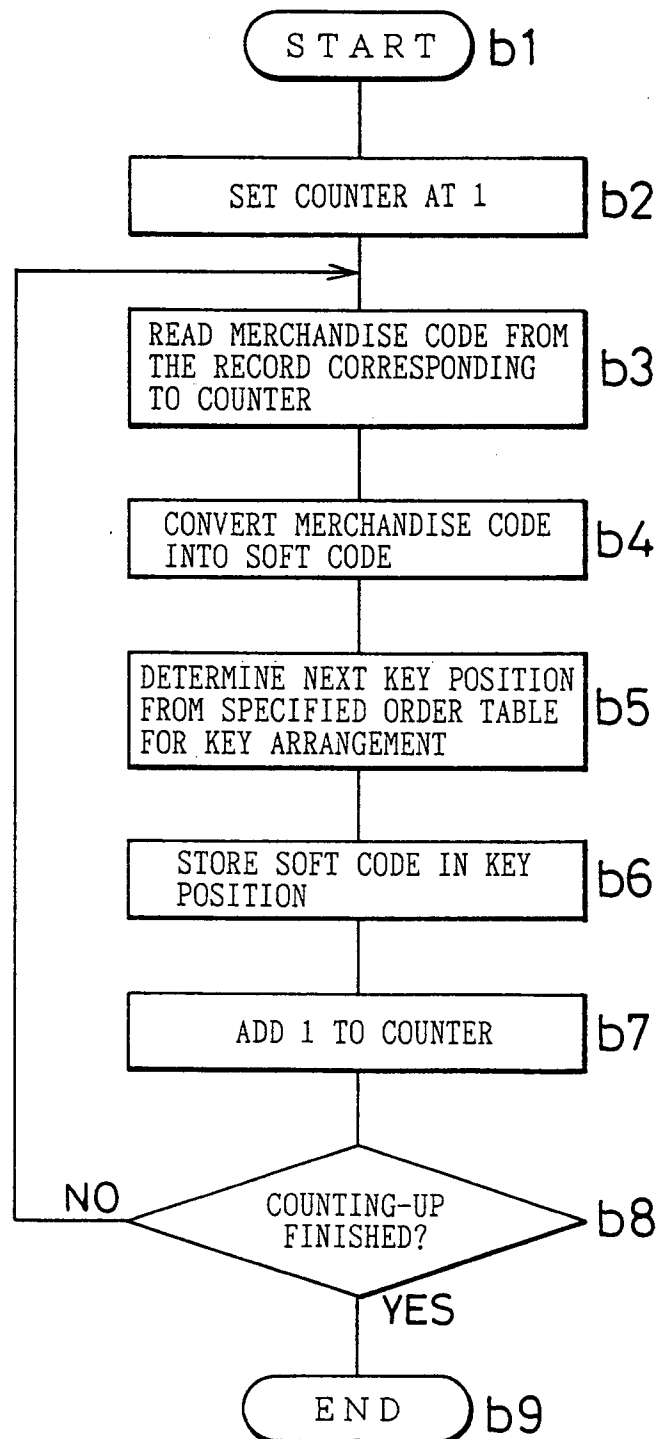 START b1
SET COUNTER AT 1 b2
READ MERCHANDISE CODE FROM
THE RECORD CORRESPONDING b3
TO COUNTER
CONVERT MERCHANDISE CODE b4
INTO SOFT CODE
DETERMINE NEXT KEY POSITION
FROM SPECIFIED ORDER TABLE b5
FOR KEY ARRANGEMENT
STORE SOFT CODE IN KEY b6
POSITION
ADD 1 TO COUNTER b7
NO
COUNTING-UP b8
FINISHED?
YES
END b9